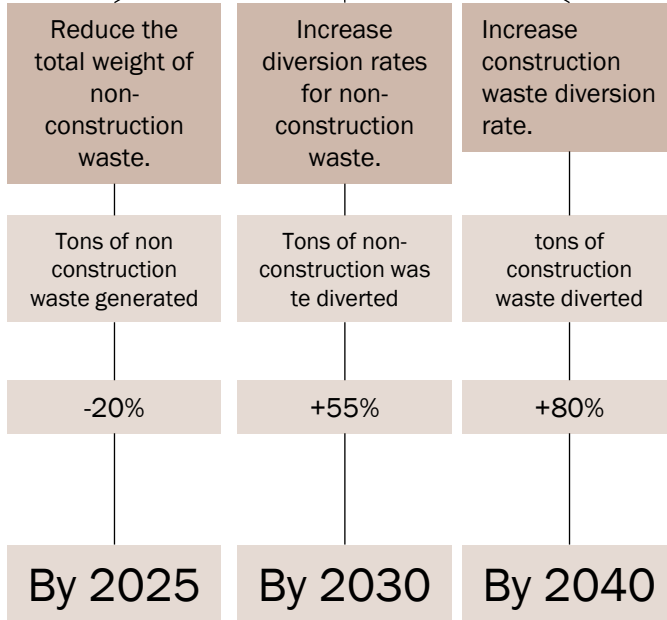 Reduce the
total weight of
non-
construction
waste.
Increase
diversion rates
for non-
construction
waste.
Increase
construction
waste diversion
rate.
Tons of non
construction
waste generated
Tons of non-
construction was
te diverted
tons of
construction
waste diverted
-20%
+55%
+80%
By 2025
By 2030
By 2040